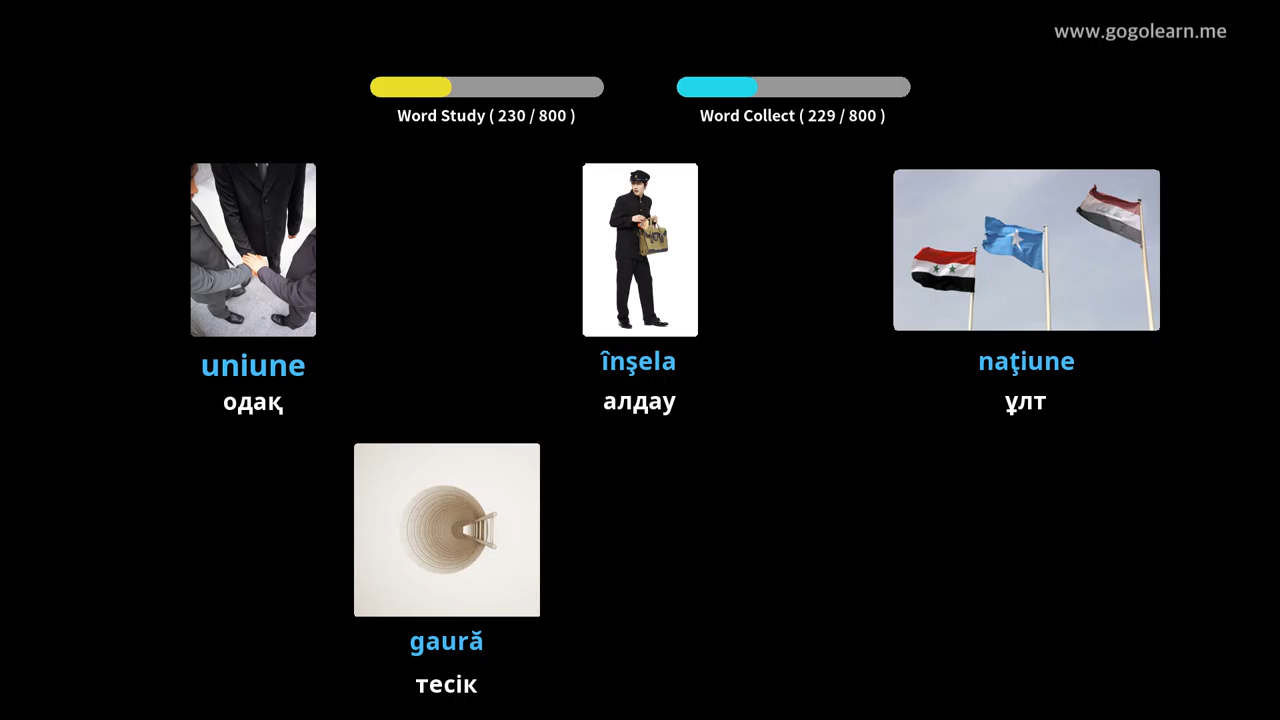 www.gogolearn.me
Word Study ( 230 / 800 )
Word Collect ( 229 / 800 )
uniune
одақ
înşela
алдау
naţiune
ұлт
gaură
тесік